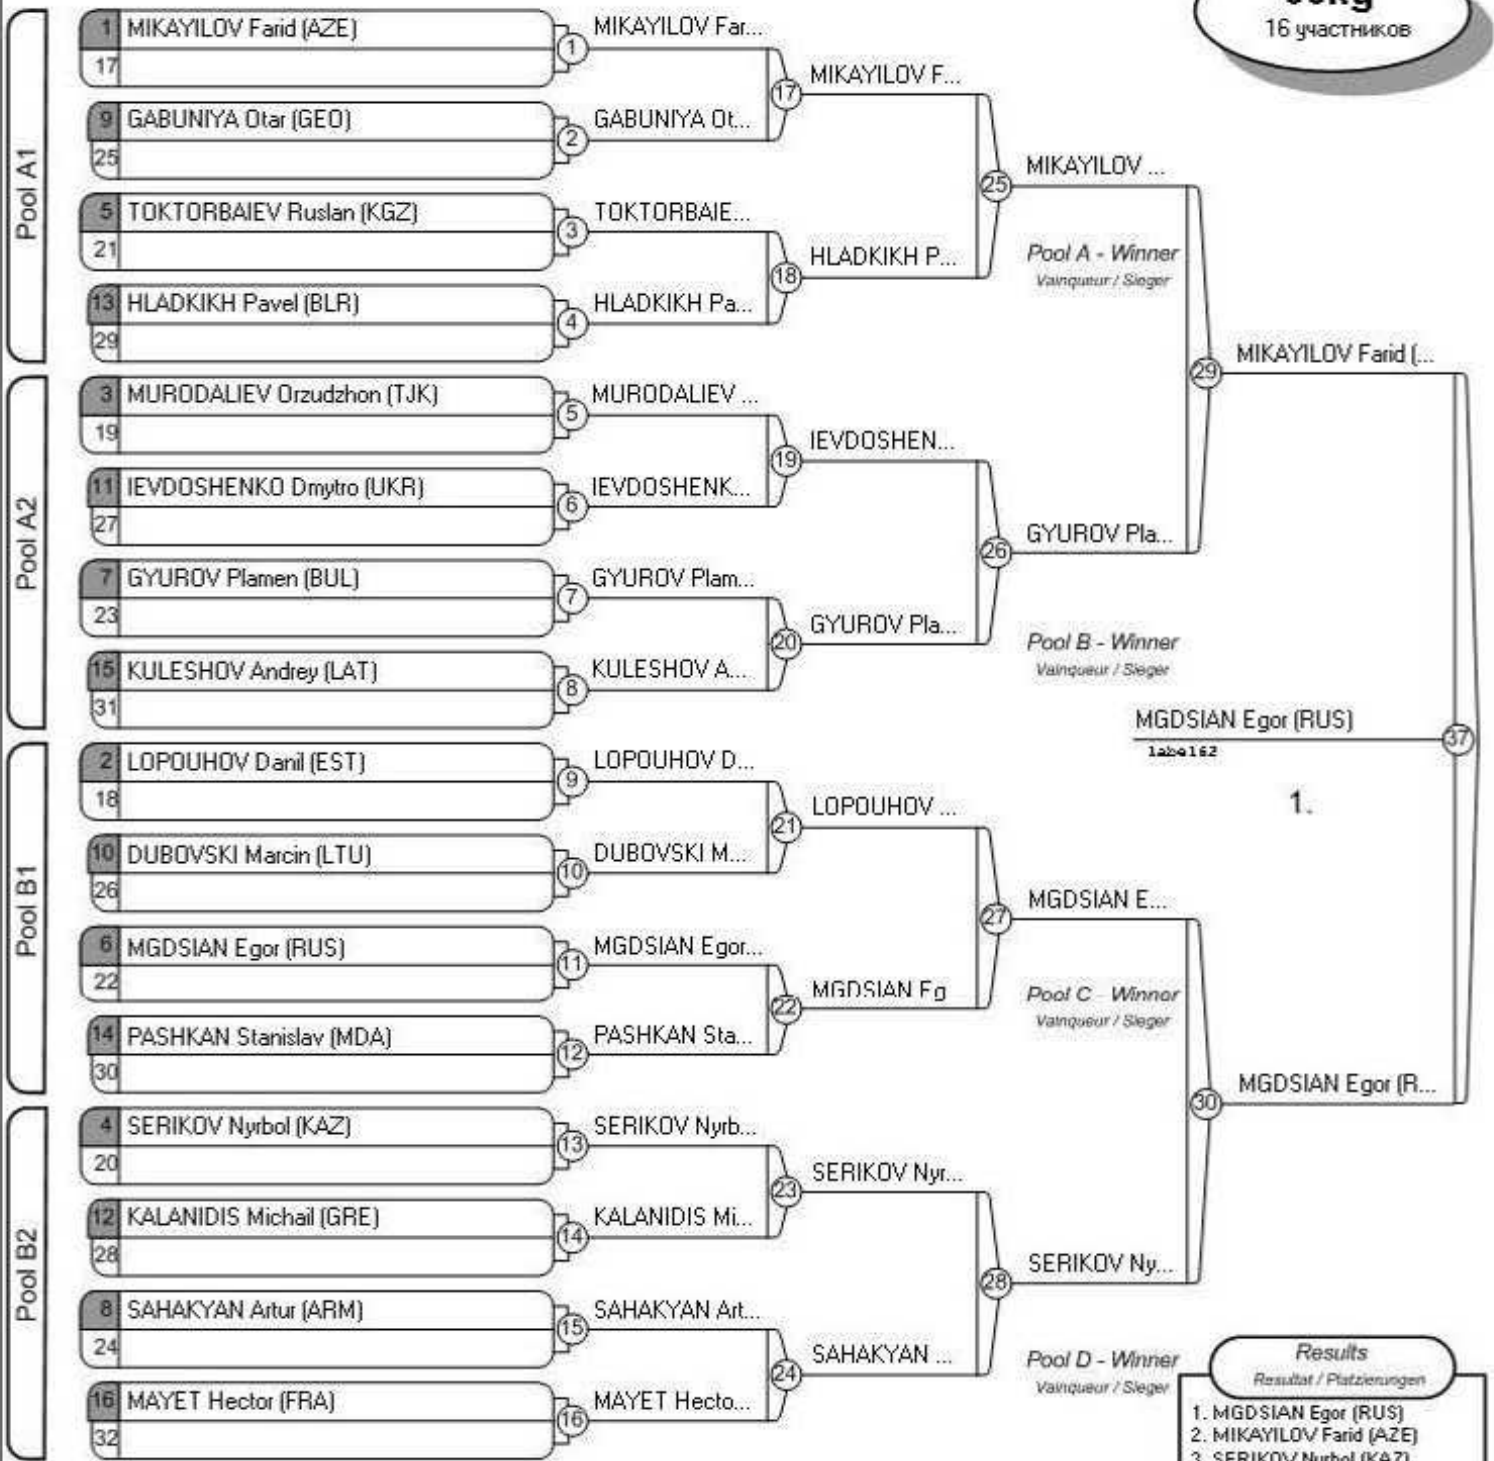 16 участников
Pool A1
1 MIKAYILOV Farid (AZE)
17
9 GABUNIYA Otar (GEO)
25
5 TOKTORBAIEV Ruslan (KGZ)
21
13 HLADKIKH Pavel (BLR)
29
Pool A2
3 MURODALIEV Orzudzhon (TJK)
19
11 IEVDOSHENKO Dmytro (UKR)
27
7 GYUROV Plamen (BUL)
23
15 KULESHOV Andrey (LAT)
31
Pool B1
2 LOPOUHOV Danil (EST)
18
10 DUBOVSKI Marcin (LTU)
26
6 MGDSIAN Egor (RUS)
22
14 PASHKAN Stanislav (MDA)
30
Pool B2
4 SERIKOV Nyrbol (KAZ)
20
12 KALANIDIS Michail (GRE)
28
8 SAHAKYAN Artur (ARM)
24
16 MAYET Hector (FRA)
32
1 MIKAYILOV Far...
2 GABUNIYA Ot...
3 TOKTORBAIE...
4 HLADKIKH Pa...
5 MURODALIEV ...
6 IEVDOSHENK...
7 GYUROV Plam...
8 KULESHOV A...
9 LOPOUHOV D...
10 DUBOVSKI M...
11 MGDSIAN Egor...
12 PASHKAN Sta...
13 SERIKOV Nyrb...
14 KALANIDIS Mi...
15 SAHAKYAN Art...
16 MAYET Hecto...
17 MIKAYILOV F...
18 HLADKIKH P...
19 IEVDOSHEN...
20 GYUROV Pla...
21 LOPOUHOV ...
22 MGDSIAN Eg
23 SERIKOV Nyr...
24 SAHAKYAN ...
25 MIKAYILOV ...
Pool A - Winner
Vainqueur / Sieger
26 GYUROV Pla...
Pool B - Winner
Vainqueur / Sieger
27 MGDSIAN E...
Pool C - Winner
Vainqueur / Sieger
28 SERIKOV Ny...
Pool D - Winner
Vainqueur / Sieger
29 MIKAYILOV Farid (...
30 MGDSIAN Egor (R...
MGDSIAN Egor (RUS) 37
label62
1.
Results
Resultat / Platzierungen
1. MGDSIAN Egor (RUS)
2. MIKAYILOV Farid (AZE)
3. SERIKOV Nyrbol (KAZ)